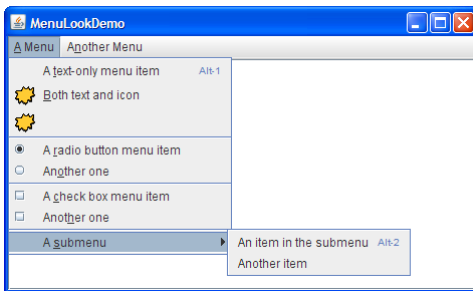 MenuLookDemo
A Menu Another Menu
A text-only menu item Alt-1
Both text and icon
A radio button menu item
Another one
A check box menu item
Another one
A submenu
An item in the submenu Alt-2
Another item